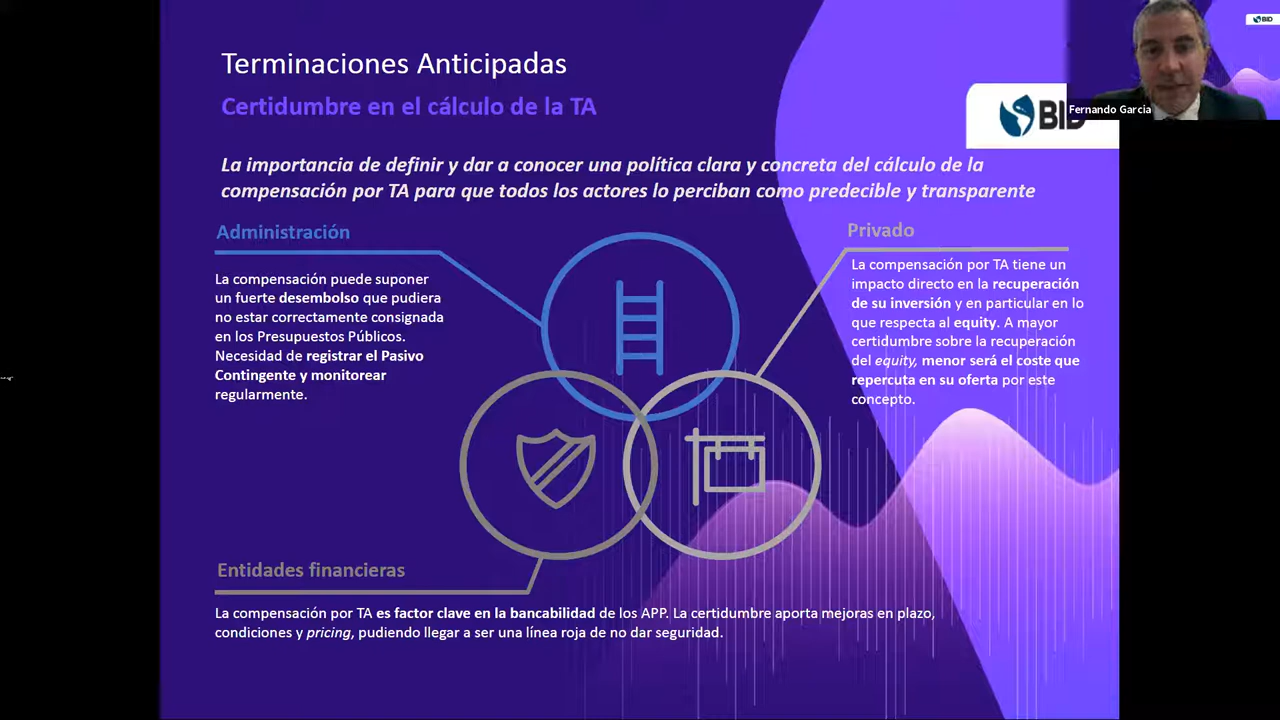 Terminaciones Anticipadas
Certidumbre en el cálculo de la TA
BID
BID
Fernando Garcia
La importancia de definir y dar a conocer una política clara y concreta del cálculo de la
compensación por TA para que todos los actores lo perciban como predecible y transparente
Administración
La compensación puede suponer
un fuerte desembolso que pudiera
no estar correctamente consignada
en los Presupuestos Públicos.
Necesidad de registrar el Pasivo
Contingente y monitorear
regularmente.
Privado
La compensación por TA tiene un
impacto directo en la recuperación
de su inversión y en particular en lo
que respecta al equity. A mayor
certidumbre sobre la recuperación
del equity, menor será el coste que
repercuta en su oferta por este
concepto.
Entidades financieras
La compensación por TA es factor clave en la bancabilidad de los APP. La certidumbre aporta mejoras en plazo,
condiciones y pricing, pudiendo llegar a ser una línea roja de no dar seguridad.